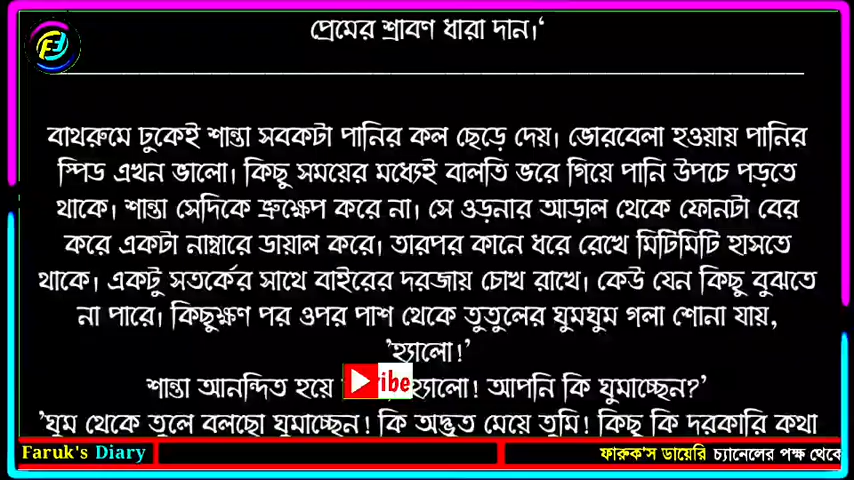 প্রেমের শ্রাবণ ধারা দান।‘
বাথরুমে ঢুকেই শান্তা সবকটা পানির কল ছেড়ে দেয়। ভোরবেলা হওয়ায় পানির
স্পিড এখন ভালো। কিছু সময়ের মধ্যেই বালতি ভরে গিয়ে পানি উপচে পড়তে
থাকে। শান্তা সেদিকে ভ্রুক্ষেপ করে না। সে ওড়নার আড়াল থেকে ফোনটা বের
করে একটা নাম্বারে ডায়াল করে। তারপর কানে ধরে রেখে মিটিমিটি হাসতে
থাকে। একটু সতর্কের সাথে বাইরের দরজায় চোখ রাখে। কেউ যেন কিছু বুঝতে
না পারে। কিছুক্ষণ পর ওপর পাশ থেকে তুতুলের ঘুমঘুম গলা শোনা যায়,
’হ্যালো!’
শান্তা আনন্দিত হয়ে ibe হ্যালো! আপনি কি ঘুমাচ্ছেন?’
’ঘুম থেকে তুলে বলছো ঘুমাচ্ছেন! কি অদ্ভুত মেয়ে তুমি! কিছু কি দরকারি কথা
Faruk's Diary ফারুক'স ডায়েরি চ্যানেলের পক্ষ থেকে